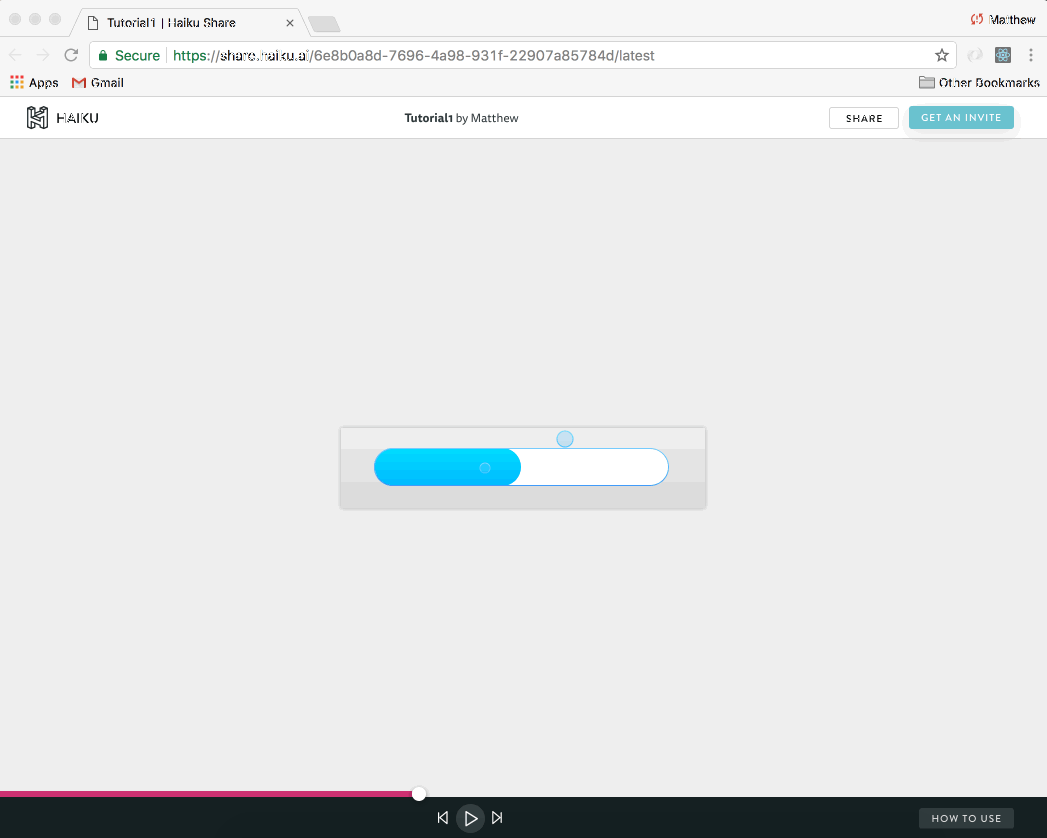 Tutorial1 | Haiku Share
Matthew
Secure
https://share.haiku.ai/6e8b0a8d-7696-4a98-931f-22907a85784d/latest
Apps
Gmail
Other Bookmarks
HAIKU
Tutorial1 by Matthew
SHARE
GET AN INVITE
HOW TO USE